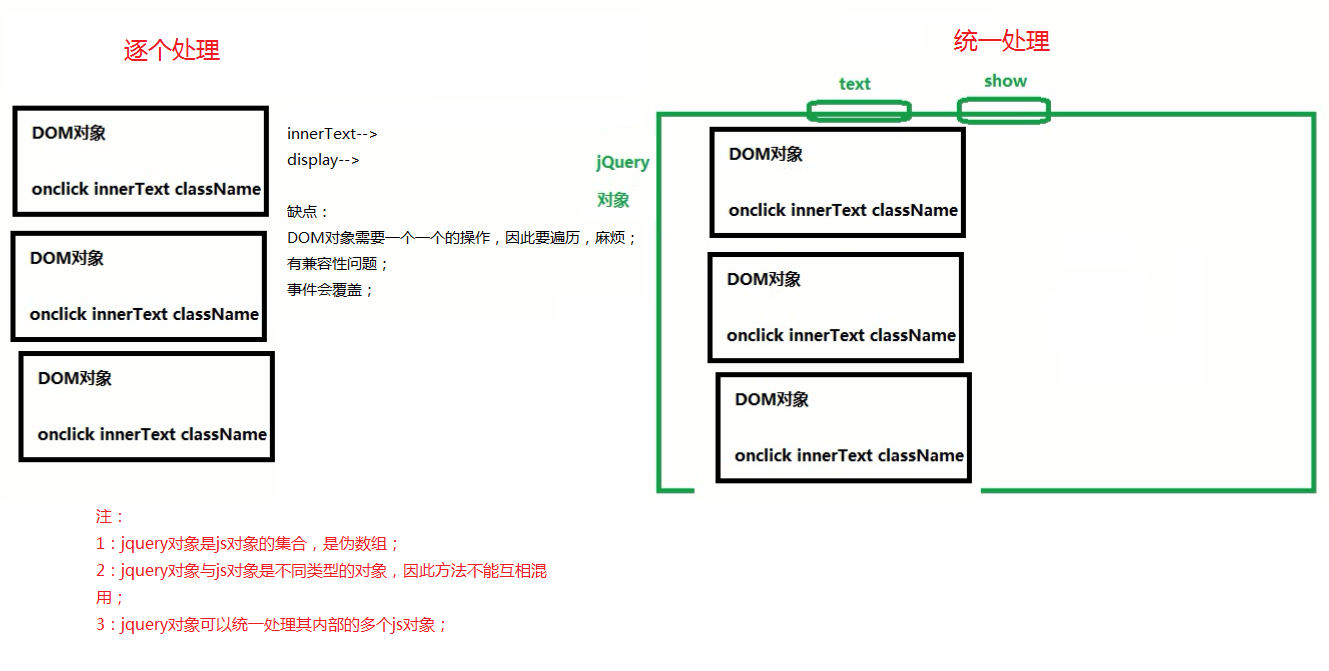 逐个处理
DOM对象
onclick innerText className
DOM对象
onclick innerText className
DOM对象
onclick innerText className
innerText-->
display-->
缺点：
DOM对象需要一个一个的操作，因此要遍历，麻烦；
有兼容性问题；
事件会覆盖；
统一处理
text
show
jQuery
对象
DOM对象
onclick innerText className
DOM对象
onclick innerText className
DOM对象
onclick innerText className
注：
1：jquery对象是js对象的集合，是伪数组；
2：jquery对象与js对象是不同类型的对象，因此方法不能互相混
用；
3：jquery对象可以统一处理其内部的多个js对象；